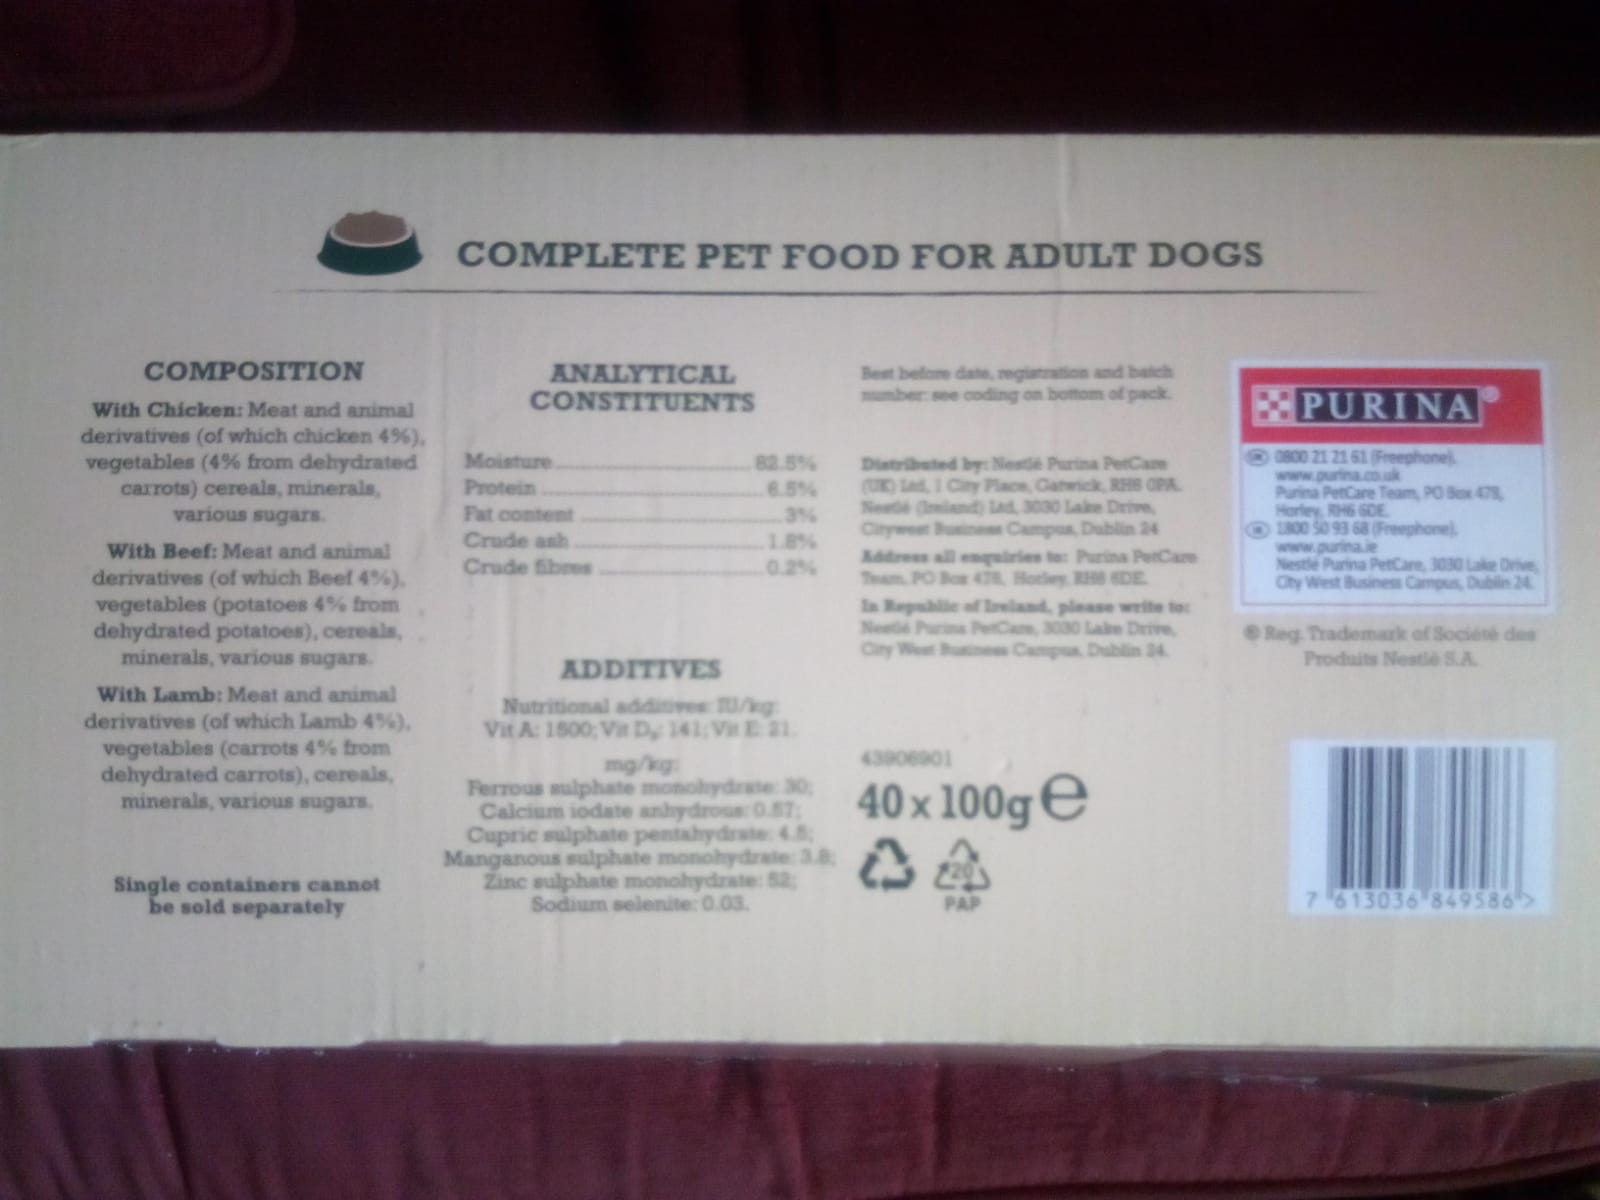 COMPLETE PET FOOD FOR ADULT DOGS
COMPOSITION
With Chicken: Meat and animal
derivatives (of which chicken 4%),
vegetables (4% from dehydrated
carrots) cereals, minerals,
various sugars.
With Beef: Meat and animal
derivatives (of which Beef 4%),
vegetables (potatoes 4% from
dehydrated potatoes), cereals,
minerals, various sugars.
With Lamb: Meat and animal
derivatives (of which Lamb 4%),
vegetables (carrots 4% from
dehydrated carrots), cereals,
minerals, various sugars.
Single containers cannot
be sold separately
ANALYTICAL
CONSTITUENTS
Moisture 82.5%
Protein 6.5%
Fat content 3%
Crude ash 1.8%
Crude fibres 0.2%
ADDITIVES
Nutritional additives: IU/kg:
Vit A: 1500; Vit D₃: 141; Vit E: 21.
mg/kg:
Ferrous sulphate monohydrate: 30;
Calcium iodate anhydrous: 0.57;
Cupric sulphate pentahydrate: 4.5;
Manganous sulphate monohydrate: 3.8;
Zinc sulphate monohydrate: 52;
Sodium selenite: 0.03.
Best before date, registration and batch
number: see coding on bottom of pack.
Distributed by: Nestlé Purina PetCare
(UK) Ltd, 1 City Place, Gatwick, RH6 0PA.
Nestlé (Ireland) Ltd, 3030 Lake Drive,
Citywest Business Campus, Dublin 24
Address all enquiries to: Purina PetCare
Team, PO Box 478, Horley, RH6 6DE.
In Republic of Ireland, please write to:
Nestlé Purina PetCare, 3030 Lake Drive,
City West Business Campus, Dublin 24.
43906901
40 x 100g e
20
PAP
PURINA®
UK 0800 21 21 61 (Freephone).
www.purina.co.uk
Purina PetCare Team, PO Box 478,
Horley, RH6 6DE.
1800 50 93 68 (Freephone).
www.purina.ie
Nestlé Purina PetCare, 3030 Lake Drive,
City West Business Campus, Dublin 24.
® Reg. Trademark of Société des
Produits Nestlé S.A.
7 613036 849586 >